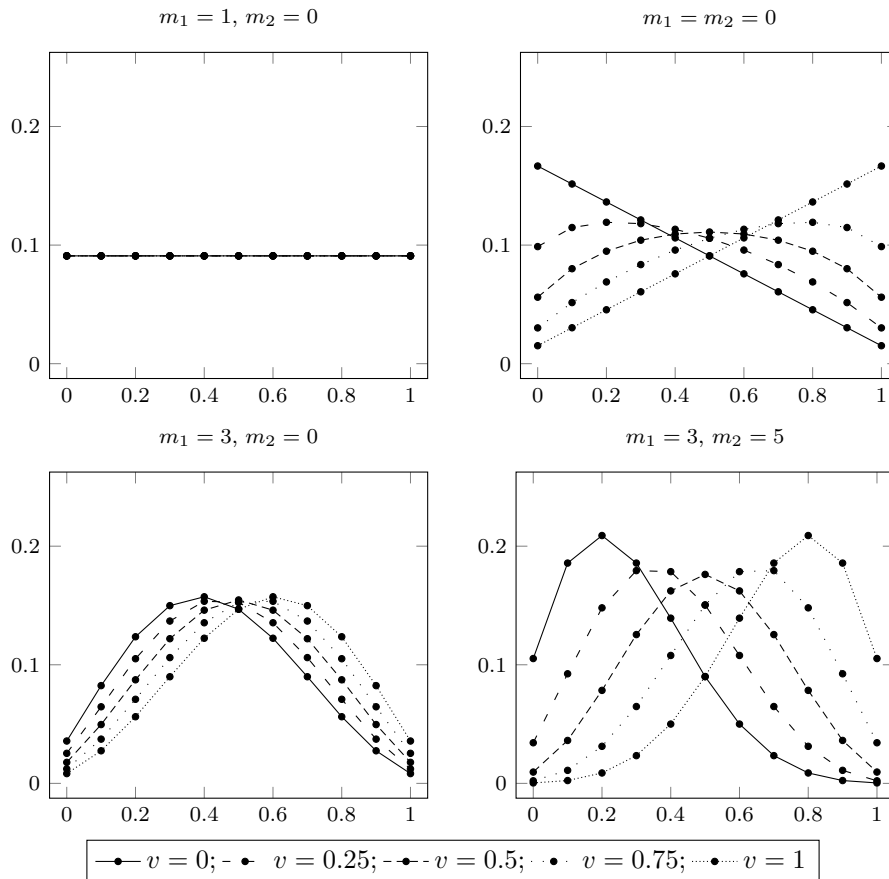 m₁ = 1, m₂ = 0
0.2
0.1
0
0 0.2 0.4 0.6 0.8 1
m₁ = m₂ = 0
0.2
0.1
0
0 0.2 0.4 0.6 0.8 1
m₁ = 3, m₂ = 0
0.2
0.1
0
0 0.2 0.4 0.6 0.8 1
m₁ = 3, m₂ = 5
0.2
0.1
0
0 0.2 0.4 0.6 0.8 1
v = 0; v = 0.25; v = 0.5; v = 0.75; v = 1